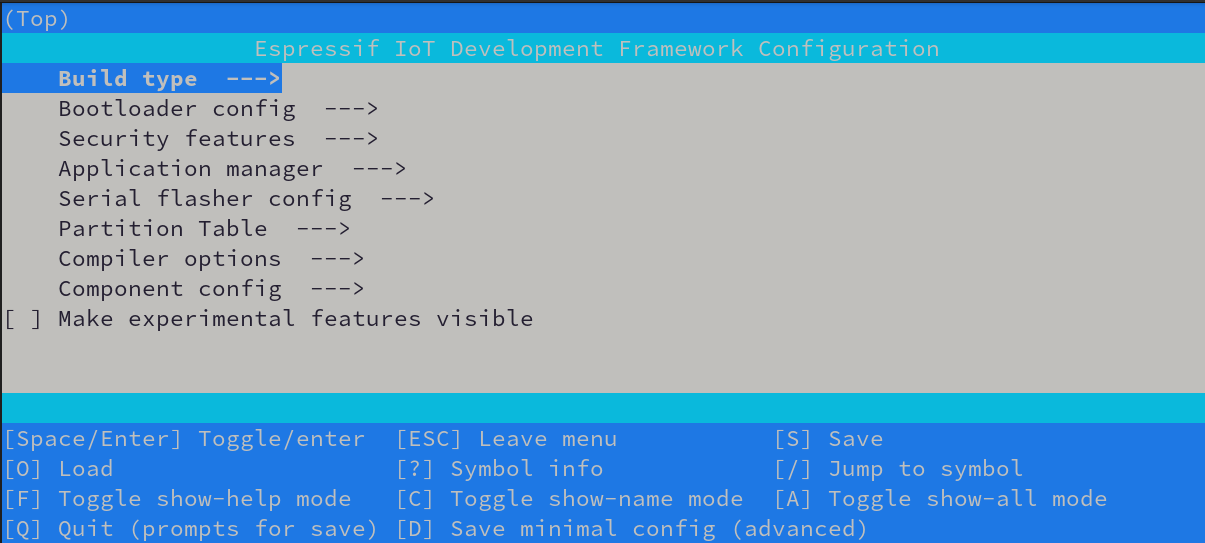 (Top)
Espressif IoT Development Framework Configuration
Build type  --->
Bootloader config  --->
Security features  --->
Application manager  --->
Serial flasher config  --->
Partition Table  --->
Compiler options  --->
Component config  --->
[ ] Make experimental features visible
[Space/Enter] Toggle/enter  [ESC] Leave menu           [S] Save
[O] Load                    [?] Symbol info            [/] Jump to symbol
[F] Toggle show-help mode   [C] Toggle show-name mode  [A] Toggle show-all mode
[Q] Quit (prompts for save) [D] Save minimal config (advanced)